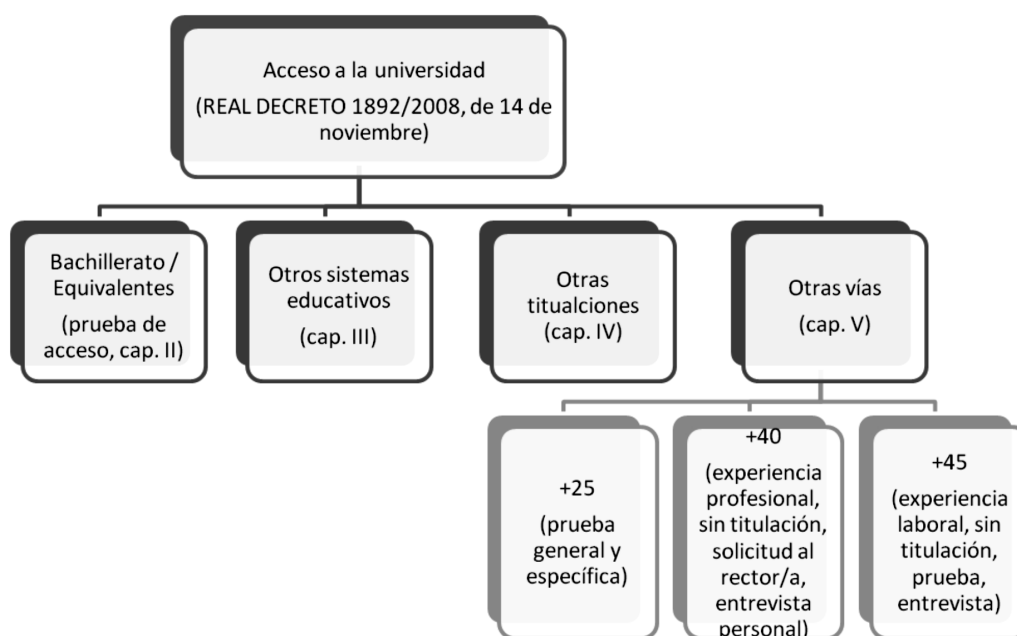 Acceso a la universidad
(REAL DECRETO 1892/2008, de 14 de
noviembre)
Bachillerato /
Equivalentes
(prueba de
acceso, cap. II)
Otros sistemas
educativos
(cap. III)
Otras
titualciones
(cap. IV)
Otras vías
(cap. V)
+25
(prueba
general y
específica)
+40
(experiencia
profesional,
sin titulación,
solicitud al
rector/a,
entrevista
personal)
+45
(experiencia
laboral, sin
titulación,
prueba,
entrevista)